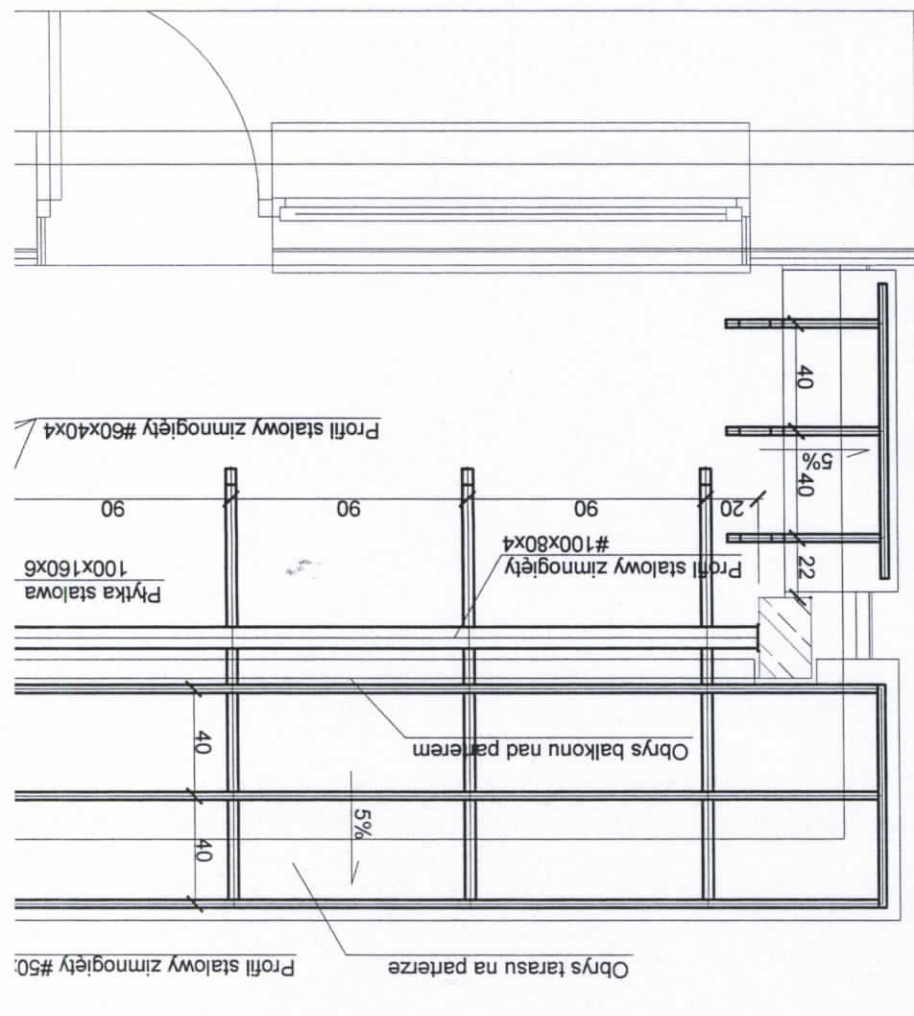 Obrys tarasu na parterze
Profil stalowy zimnogięty #50
40
5%
Obrys balkonu nad parterem
40
22
Profil stalowy zimnogięty
#100x80x4
Płytka stalowa
100x160x6
20
90
90
90
40
5%
Profil stalowy zimnogięty #60x40x4
40